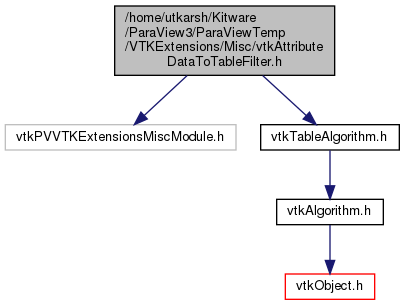 /home/utkarsh/Kitware
/ParaView3/ParaViewTemp
/VTKExtensions/Misc/vtkAttribute
DataToTableFilter.h
vtkPVVTKExtensionsMiscModule.h
vtkTableAlgorithm.h
vtkAlgorithm.h
vtkObject.h